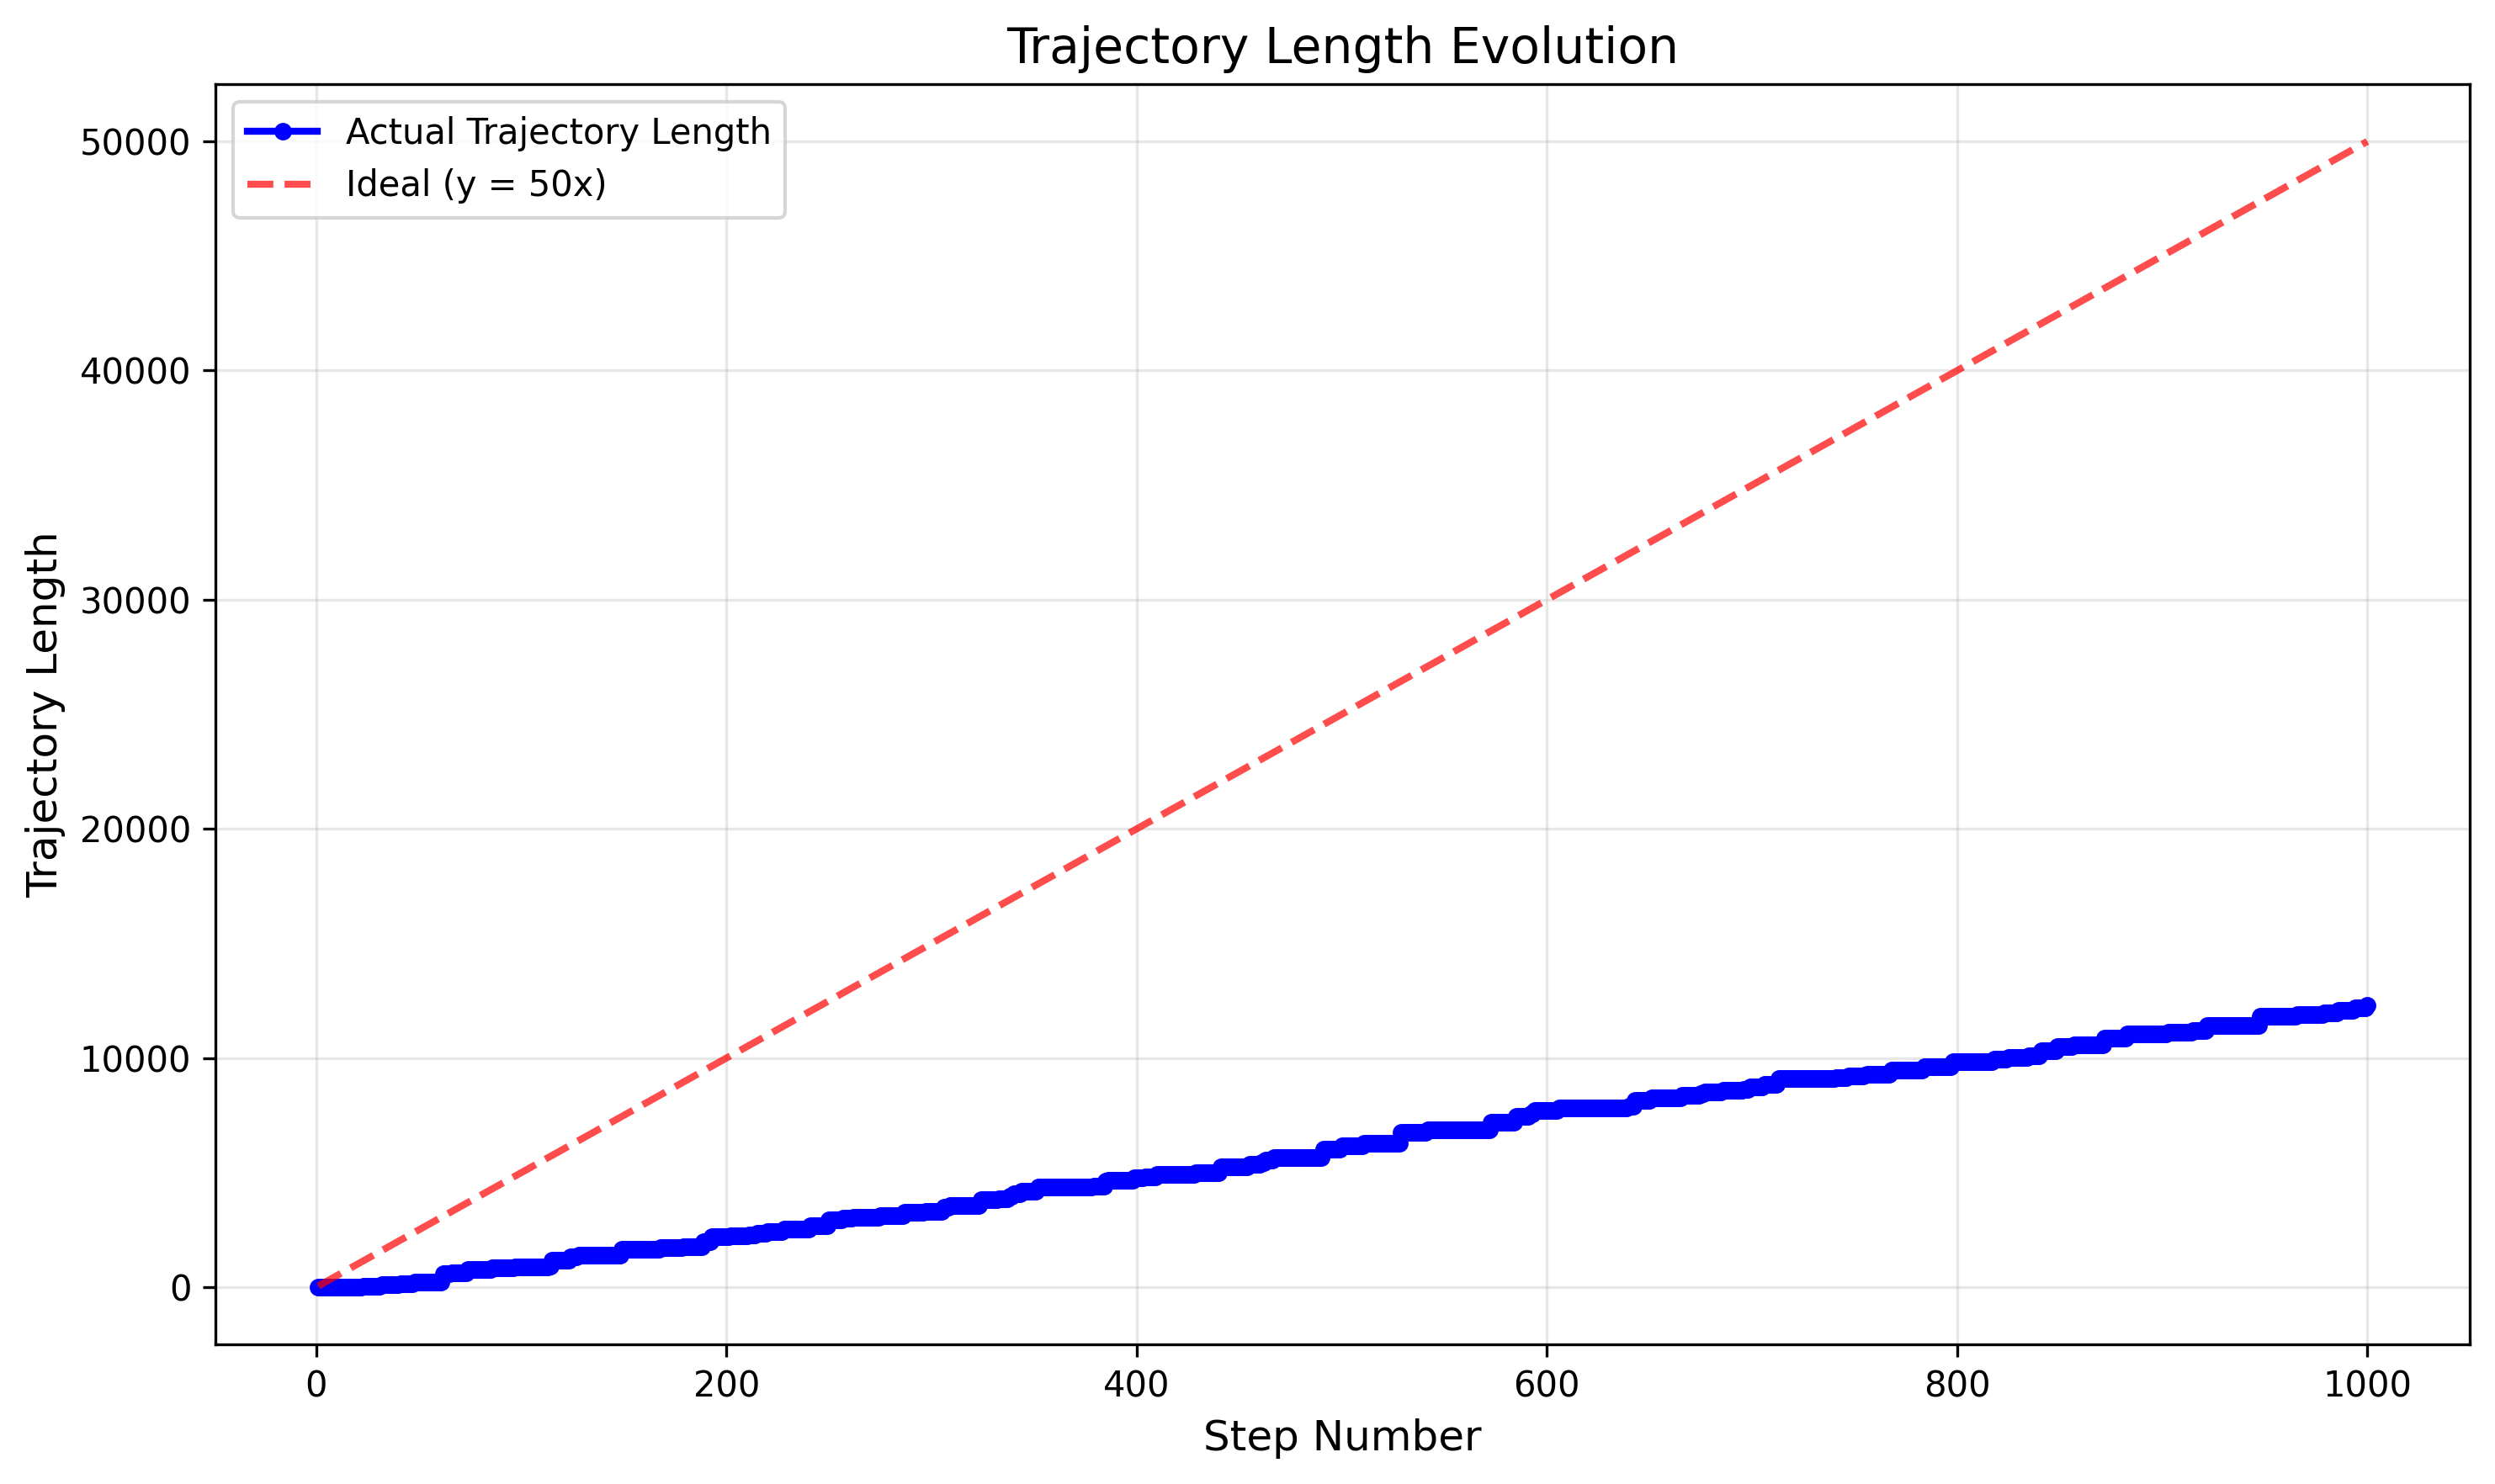 Trajectory Length Evolution
Actual Trajectory Length
Ideal (y = 50x)
Trajectory Length
50000
40000
30000
20000
10000
0
0 200 400 600 800 1000
Step Number